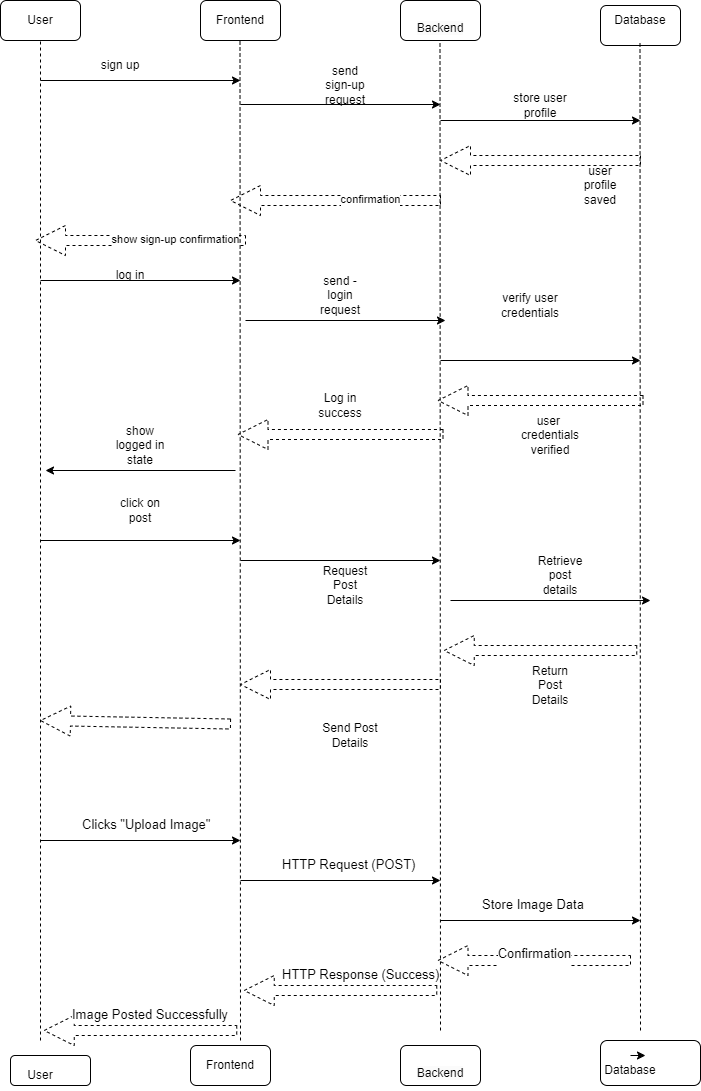 User
Frontend
Backend
Database
sign up
send
sign-up
request
store user
profile
user
profile
saved
confirmation
show sign-up confirmation
log in
send -
login
request
verify user
credentials
Log in
success
user
credentials
verified
show
logged in
state
click on
post
Request
Post
Details
Retrieve
post
details
Return
Post
Details
Send Post
Details
Clicks "Upload Image"
HTTP Request (POST)
Store Image Data
Confirmation
HTTP Response (Success)
Image Posted Successfully
User
Frontend
Backend
Database